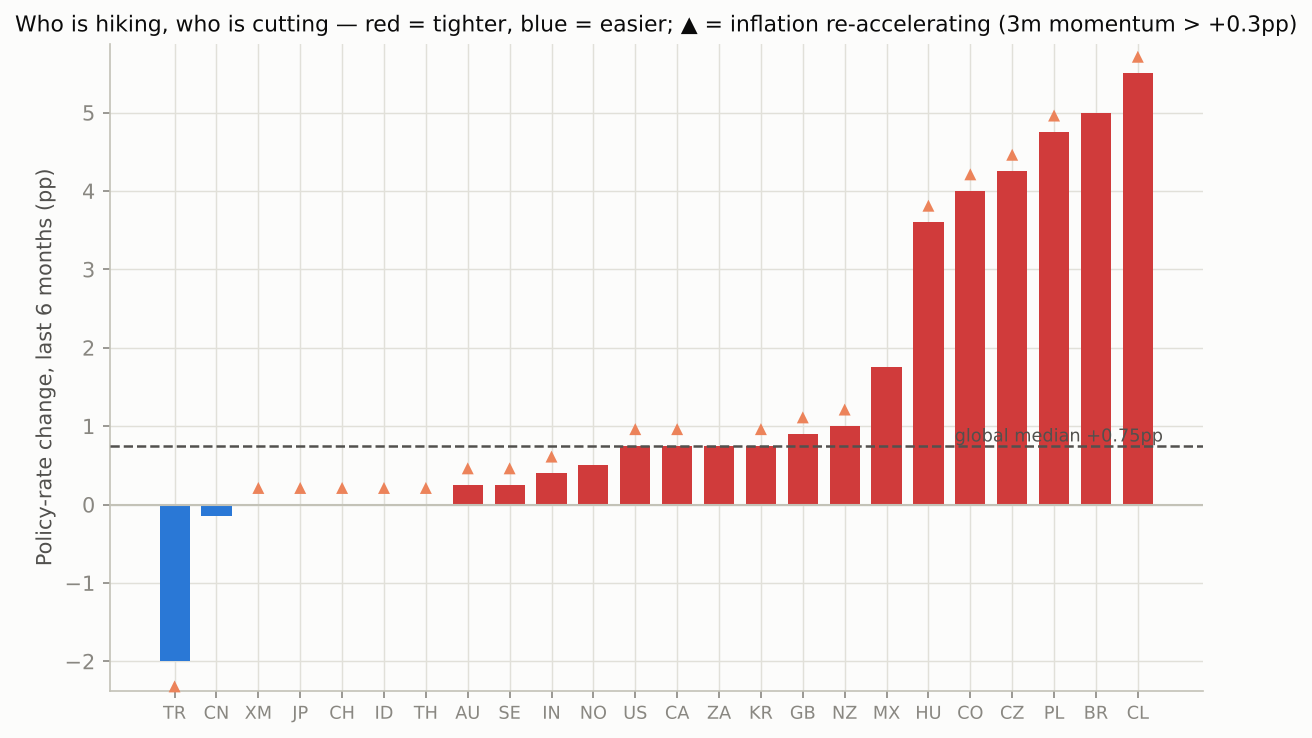 Who is hiking, who is cutting — red = tighter, blue = easier; ▲ = inflation re-accelerating (3m momentum > +0.3pp)
Policy-rate change, last 6 months (pp)
5
4
3
2
1
0
−1
−2
global median +0.75pp
TR CN XM JP CH ID TH AU SE IN NO US CA ZA KR GB NZ MX HU CO CZ PL BR CL